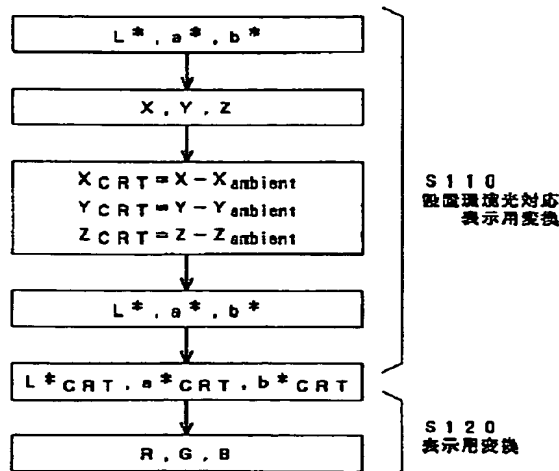 L*, a*, b*
X, Y, Z
XCRT=X-Xambient
YCRT=Y-Yambient
ZCRT=Z-Zambient
L*, a*, b*
L*CRT, a*CRT, b*CRT
R, G, B
S110
設置環境光対応
表示用変換
S120
表示用変換